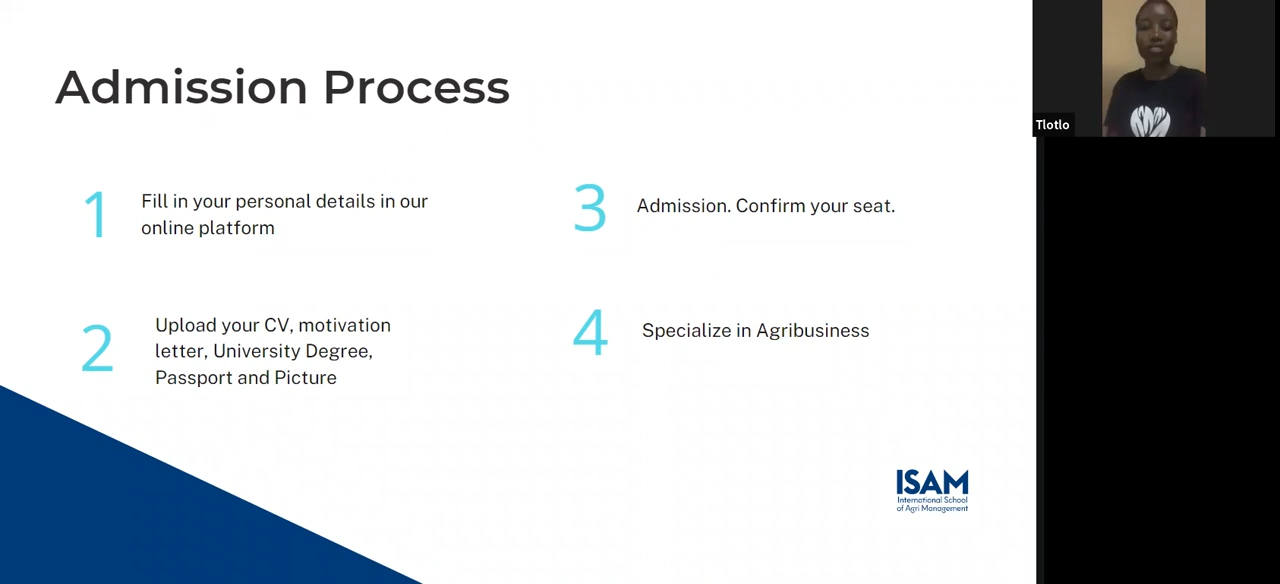 Admission Process
1
Fill in your personal details in our
online platform
2
Upload your CV, motivation
letter, University Degree,
Passport and Picture
3
Admission. Confirm your seat.
4
Specialize in Agribusiness
ISAM
International School
of Agri Management
Tlotlo